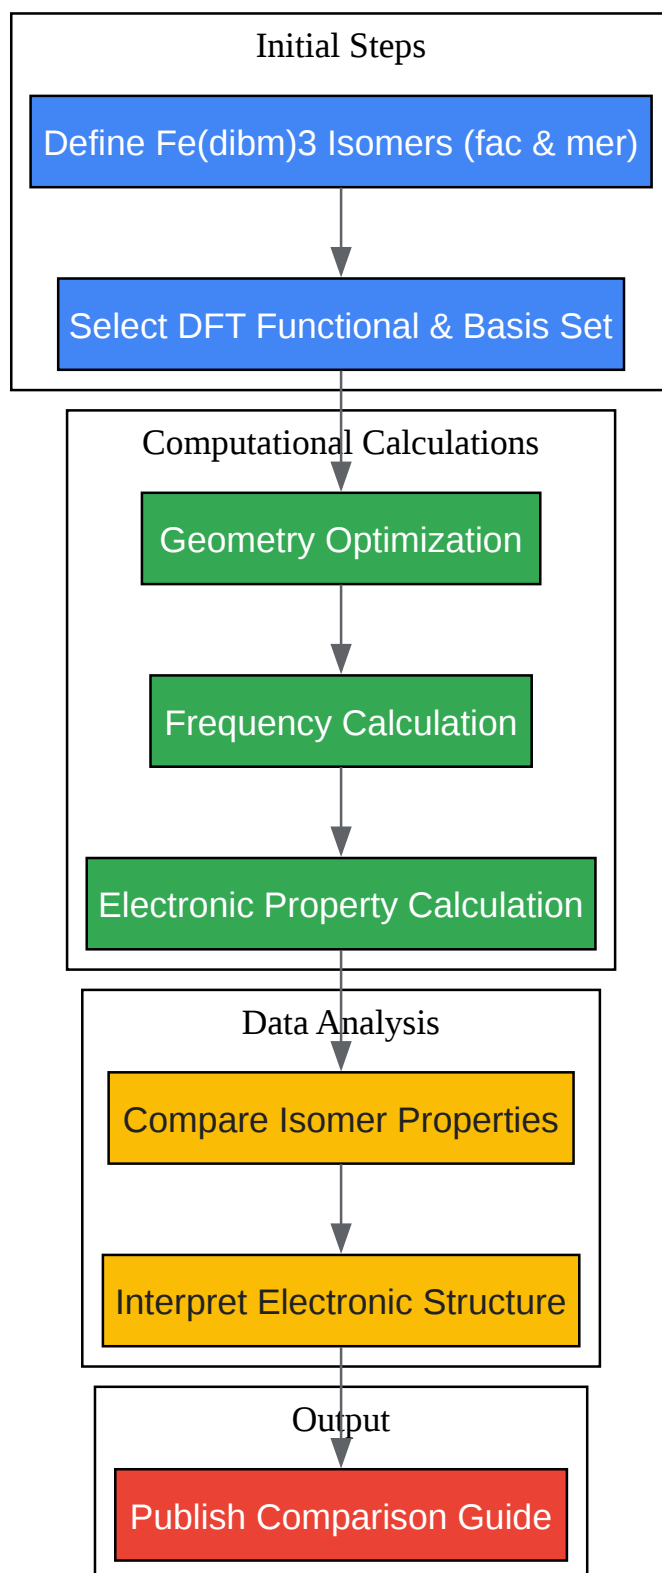 Initial Steps
Define Fe(dibm)3 Isomers (fac & mer)
Select DFT Functional & Basis Set
Computational Calculations
Geometry Optimization
Frequency Calculation
Electronic Property Calculation
Data Analysis
Compare Isomer Properties
Interpret Electronic Structure
Output
Publish Comparison Guide